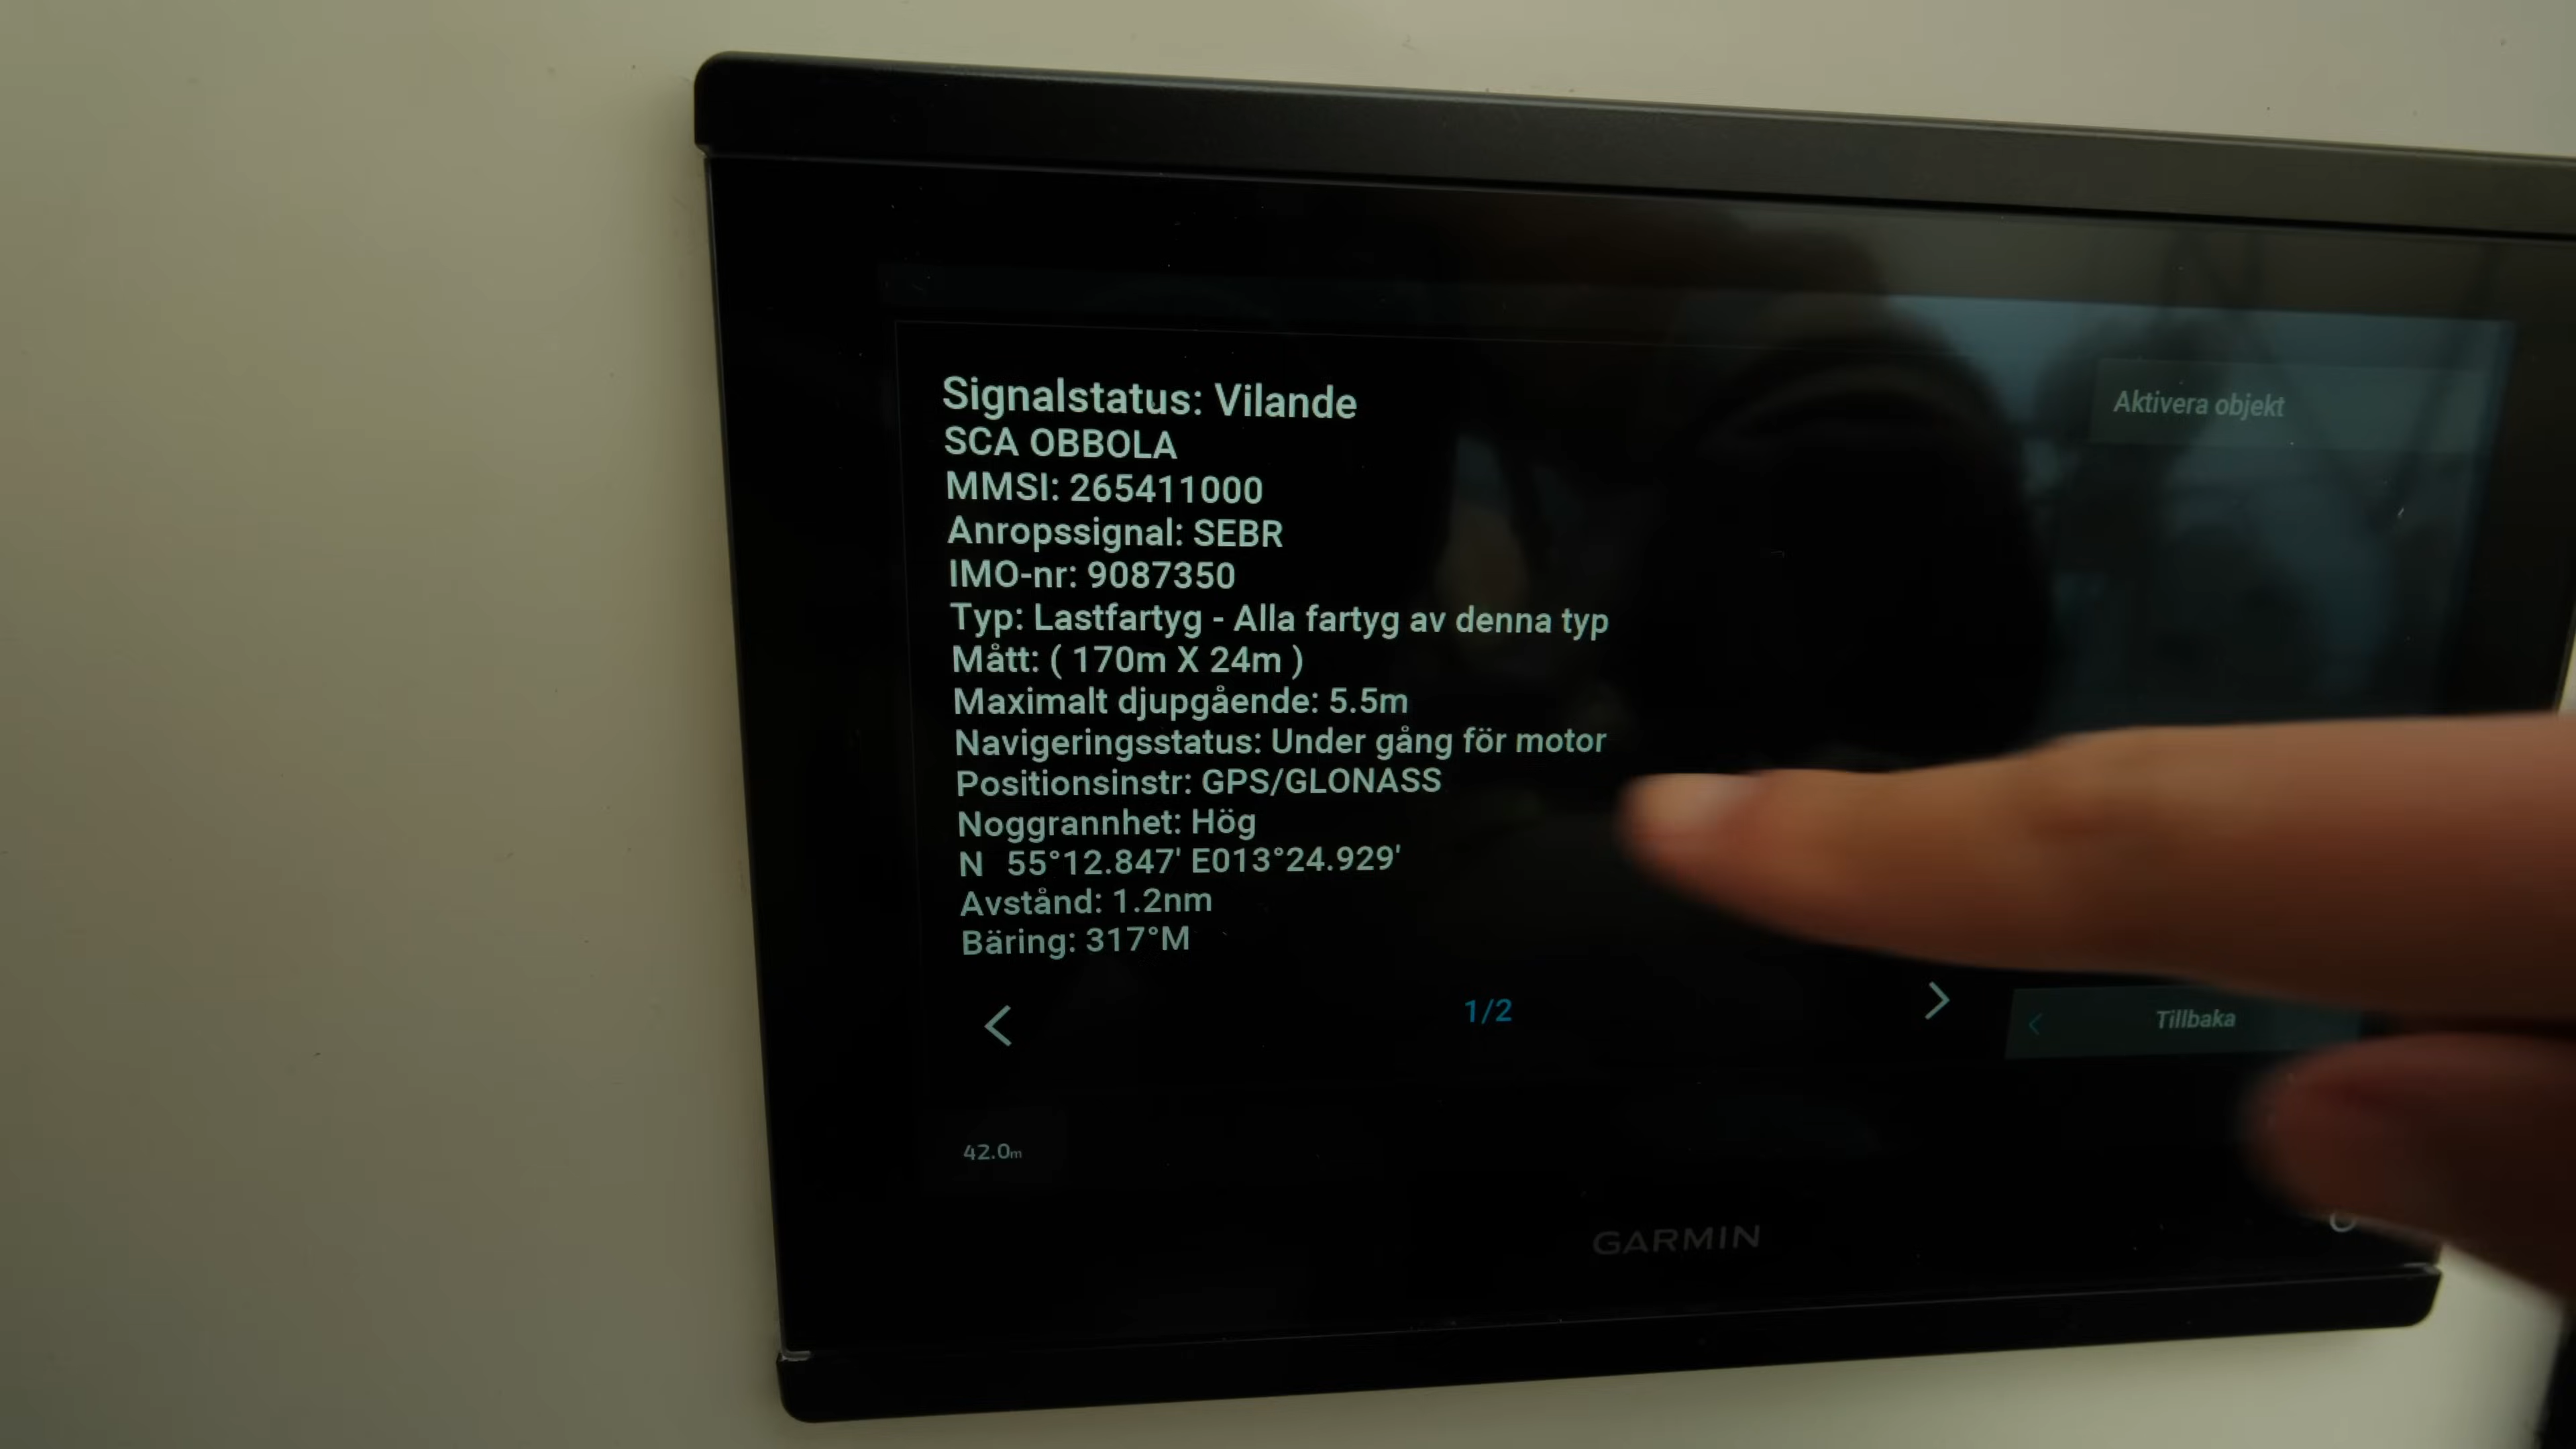 Signalstatus: Vilande
SCA OBBOLA
MMSI: 265411000
Anropssignal: SEBR
IMO-nr: 9087350
Typ: Lastfartyg - Alla fartyg av denna typ
Mått: ( 170m X 24m )
Maximalt djupgående: 5.5m
Navigeringsstatus: Under gång för motor
Positionsinstr: GPS/GLONASS
Noggrannhet: Hög
N 55°12.847' E013°24.929'
Avstånd: 1.2nm
Bäring: 317°M
Aktivera objekt
1/2
Tillbaka
42.0m
GARMIN